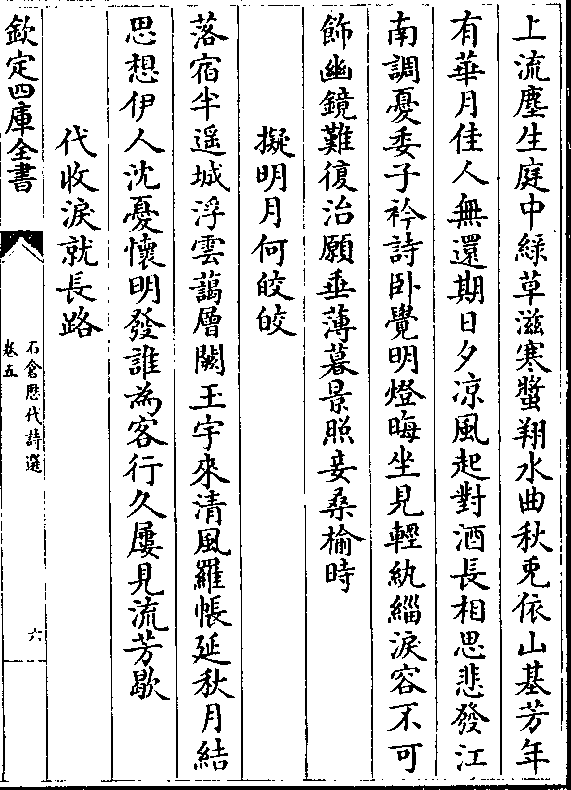 上流塵生庭中綠草滋寒螿翔水曲秋兎依山基芳年
有華月佳人無還期日夕凉風起對酒長相思悲發江
南調憂委子衿詩卧覺明燈晦坐見輕紈緇淚容不可
飾幽鏡難復治願垂薄暮景照妾桑榆時
擬明月何皎皎
落宿半遥城浮雲藹層闕玉宇來清風羅帳延秋月結
思想伊人沈憂懷明發誰為客行久屢見流芳歇
代收淚就長路
欽定四庫全書
石倉歴代詩選
卷五
六